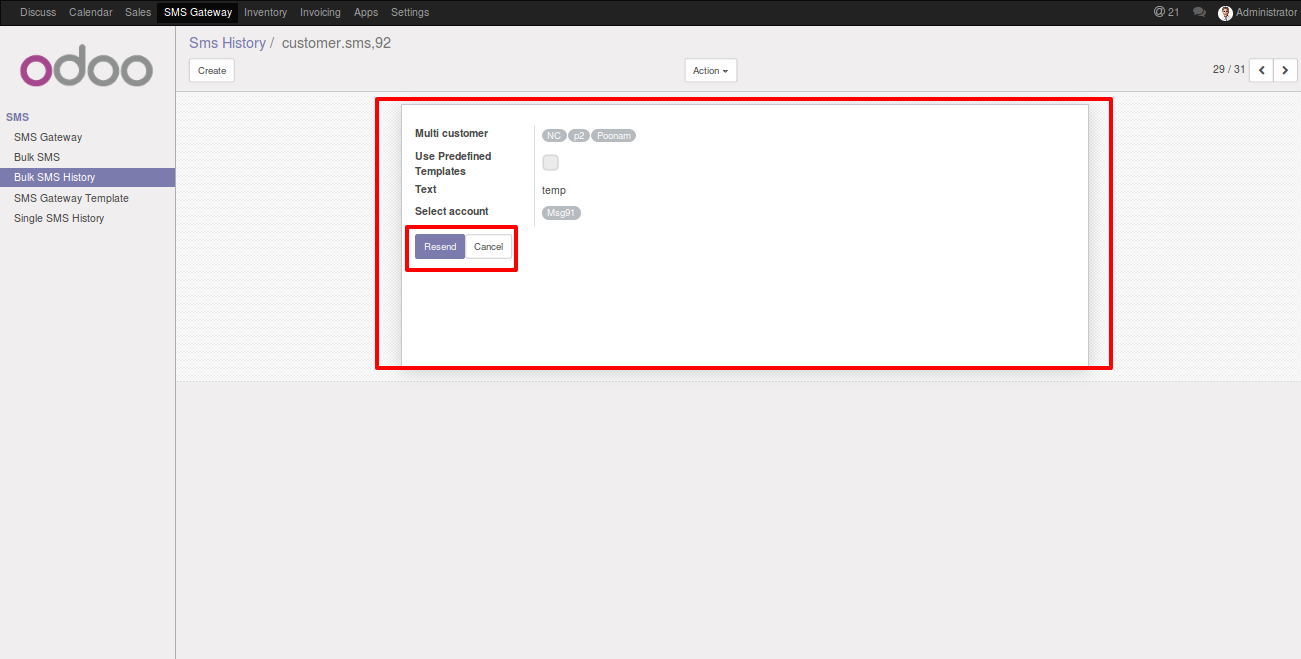 Discuss Calendar Sales SMS Gateway Inventory Invoicing Apps Settings @ 21 Administrator
odoo
SMS
SMS Gateway
Bulk SMS
Bulk SMS History
SMS Gateway Template
Single SMS History
Sms History / customer.sms,92
Create Action 29 / 31
Multi customer NC p2 Poonam
Use Predefined
Templates
Text temp
Select account Msg91
Resend Cancel